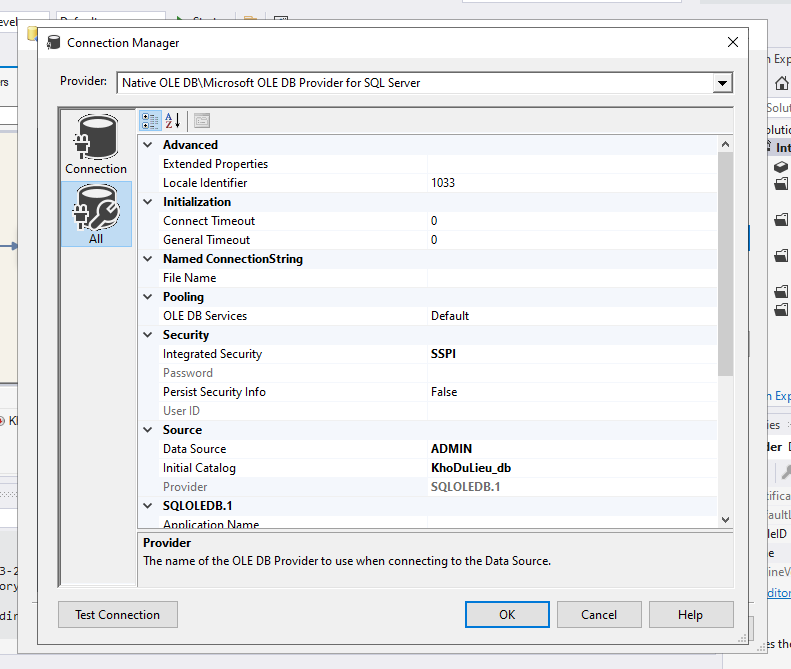 Connection Manager
Provider:
Native OLE DB\Microsoft OLE DB Provider for SQL Server
Connection
All
Advanced
Extended Properties
Locale Identifier 1033
Initialization
Connect Timeout 0
General Timeout 0
Named ConnectionString
File Name
Pooling
OLE DB Services Default
Security
Integrated Security SSPI
Password
Persist Security Info False
User ID
Source
Data Source ADMIN
Initial Catalog KhoDuLieu_db
Provider SQLOLEDB.1
SQLOLEDB.1
Application Name
Provider
The name of the OLE DB Provider to use when connecting to the Data Source.
Test Connection
OK
Cancel
Help